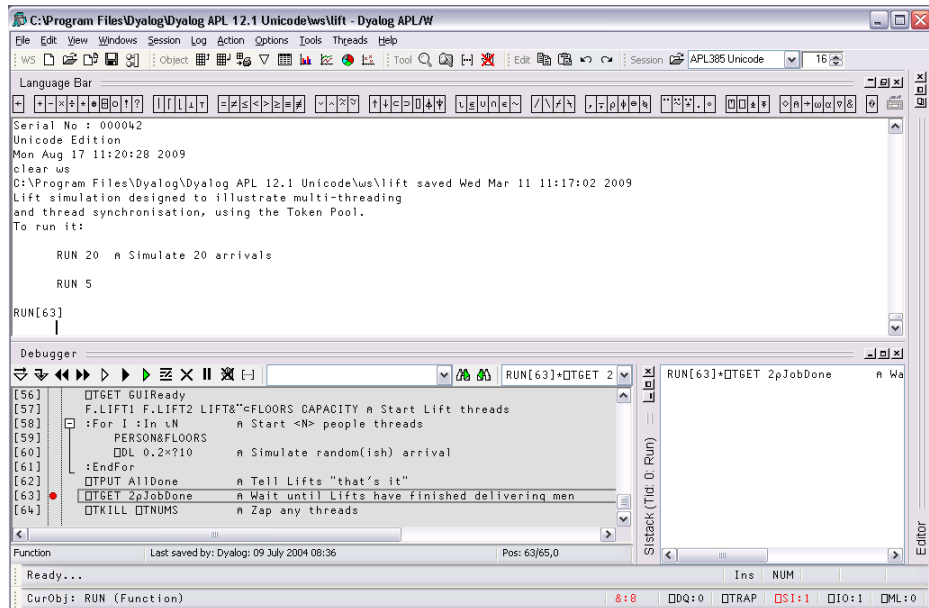 C:\Program Files\Dyalog\Dyalog APL 12.1 Unicode\ws\lift - Dyalog APL/W
File Edit View Windows Session Log Action Options Tools Threads Help
WS Object Tool Edit Session APL385 Unicode 16
Language Bar
Serial No : 000042
Unicode Edition
Mon Aug 17 11:20:28 2009
clear ws
C:\Program Files\Dyalog\Dyalog APL 12.1 Unicode\ws\lift saved Wed Mar 11 11:17:02 2009
Lift simulation designed to illustrate multi-threading
and thread synchronisation, using the Token Pool.
To run it:
RUN 20 ⍝ Simulate 20 arrivals
RUN 5
RUN[63]
Debugger
RUN[63]*⎕TGET 2
RUN[63]*⎕TGET 2⍴JobDone ⍝ Wa
[56] ⎕TGET GUIReady
[57] F.LIFT1 F.LIFT2 LIFT&¨⊂FLOORS CAPACITY ⍝ Start Lift threads
[58] :For I :In ⍳N ⍝ Start <N> people threads
[59] PERSON&FLOORS
[60] ⎕DL 0.2×?10 ⍝ Simulate random(ish) arrival
[61] :EndFor
[62] ⎕TPUT AllDone ⍝ Tell Lifts "that's it"
[63] ⎕TGET 2⍴JobDone ⍝ Wait until Lifts have finished delivering men
[64] ⎕TKILL ⎕TNUMS ⍝ Zap any threads
SIstack (Tid: 0: Run)
Editor
Function Last saved by: Dyalog: 09 July 2004 08:36 Pos: 63/65,0
Ready... Ins NUM
CurObj: RUN (Function) &:8 ⎕DQ:0 ⎕TRAP ⎕SI:1 ⎕IO:1 ⎕ML:0